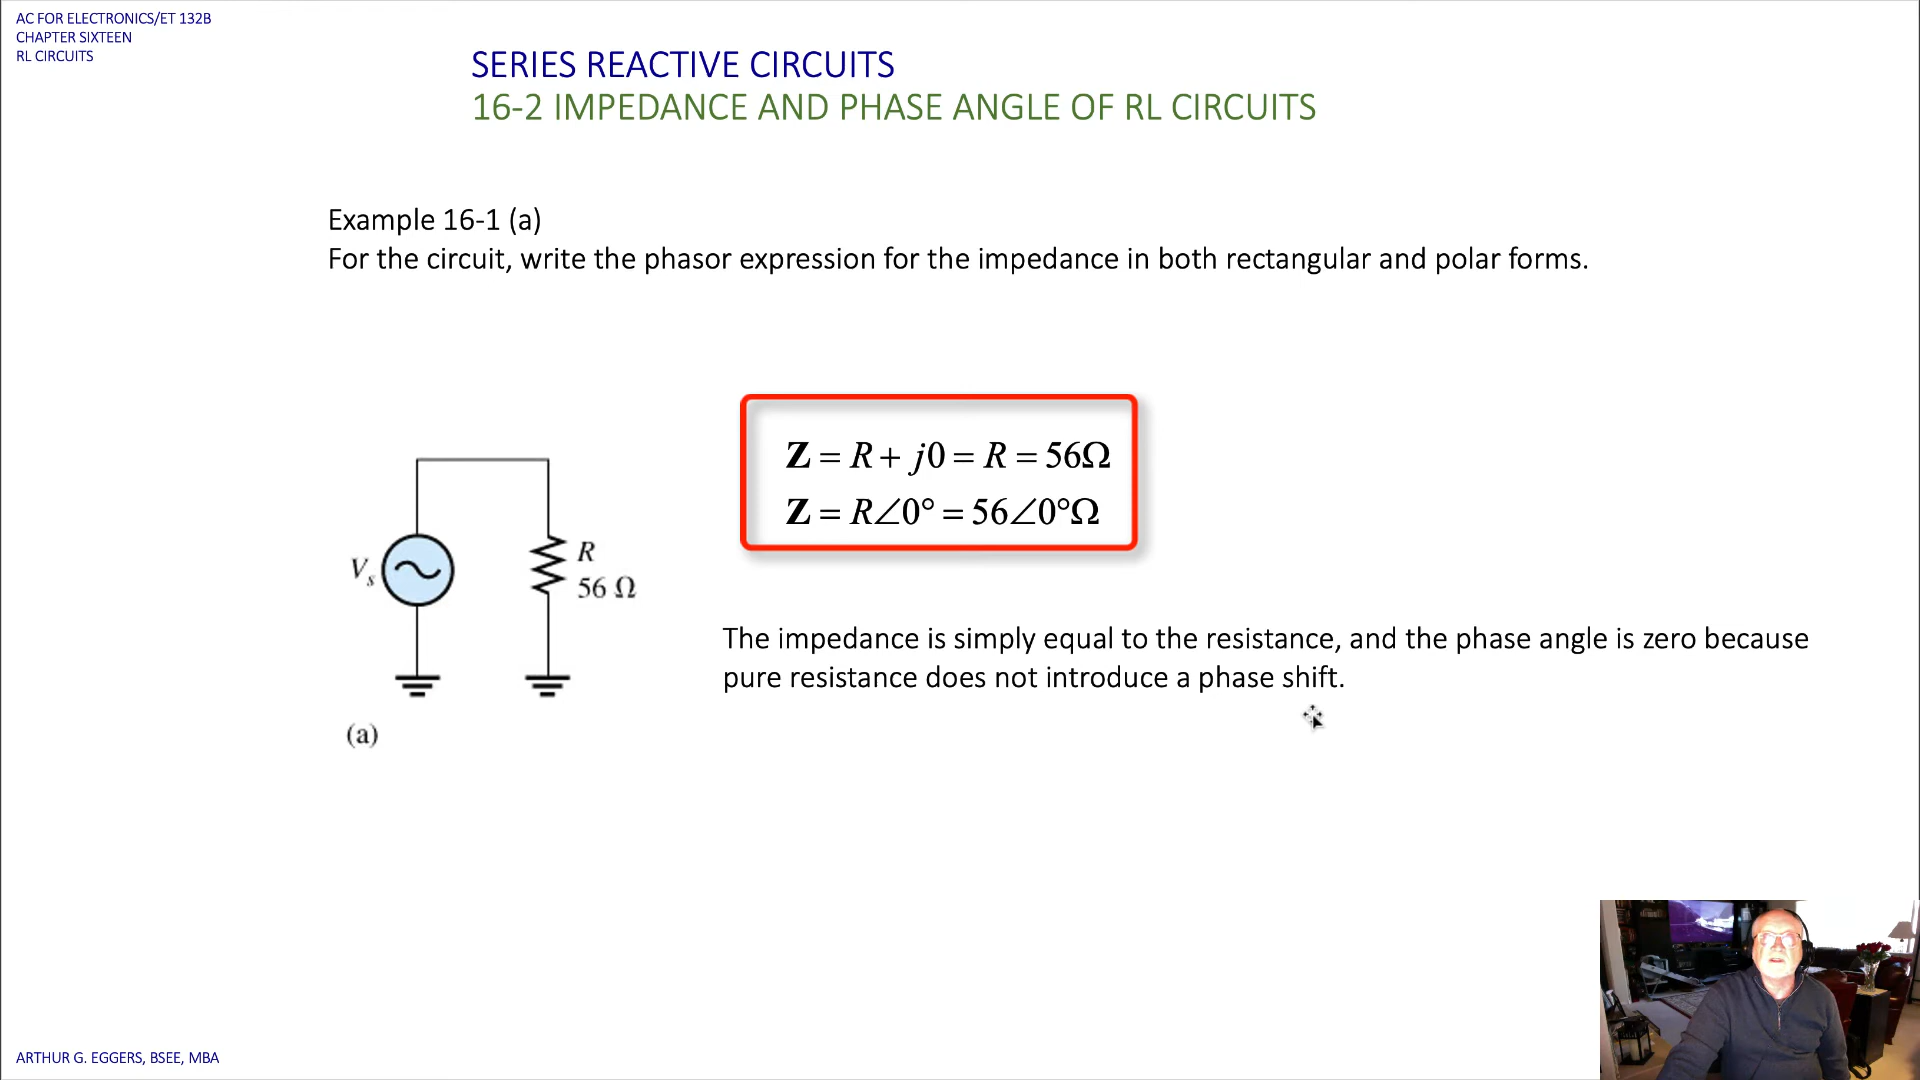 AC FOR ELECTRONICS/ET 132B
CHAPTER SIXTEEN
RL CIRCUITS
SERIES REACTIVE CIRCUITS
16-2 IMPEDANCE AND PHASE ANGLE OF RL CIRCUITS
Example 16-1 (a)
For the circuit, write the phasor expression for the impedance in both rectangular and polar forms.
Z = R + j0 = R = 56Ω
Z = R∠0° = 56∠0°Ω
Vs
R
56 Ω
The impedance is simply equal to the resistance, and the phase angle is zero because
pure resistance does not introduce a phase shift.
(a)
ARTHUR G. EGGERS, BSEE, MBA